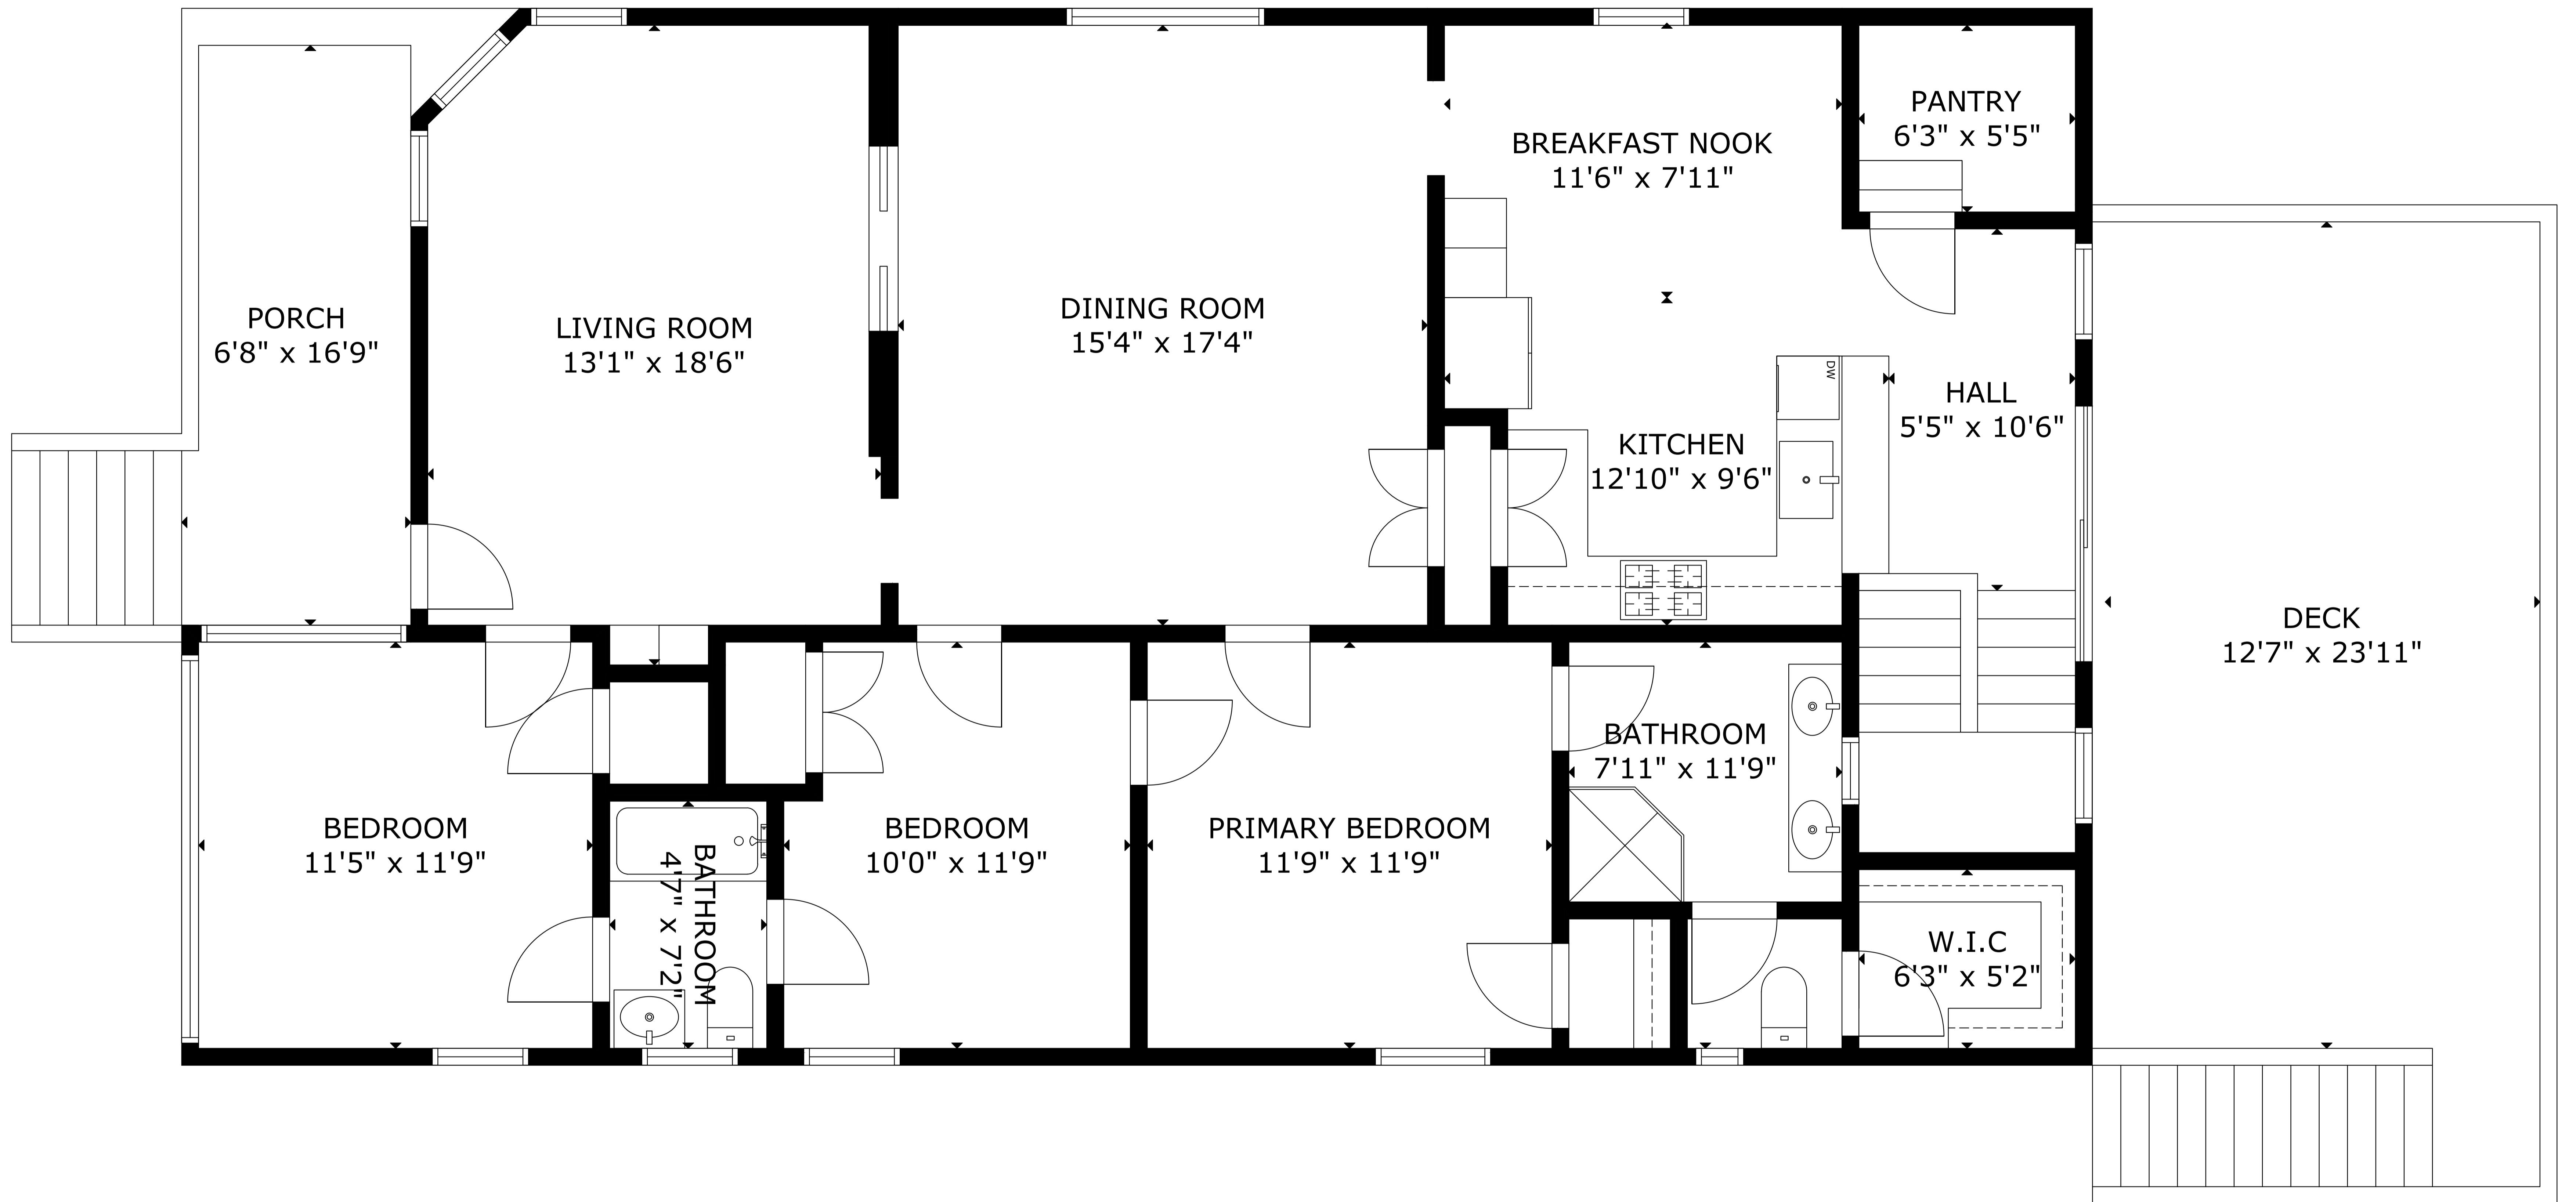 PORCH
6'8" x 16'9"
LIVING ROOM
13'1" x 18'6"
DINING ROOM
15'4" x 17'4"
BREAKFAST NOOK
11'6" x 7'11"
PANTRY
6'3" x 5'5"
DW
HALL
5'5" x 10'6"
KITCHEN
12'10" x 9'6"
DECK
12'7" x 23'11"
BEDROOM
11'5" x 11'9"
BATHROOM
4'7" x 7'2"
BEDROOM
10'0" x 11'9"
PRIMARY BEDROOM
11'9" x 11'9"
BATHROOM
7'11" x 11'9"
W.I.C
6'3" x 5'2"